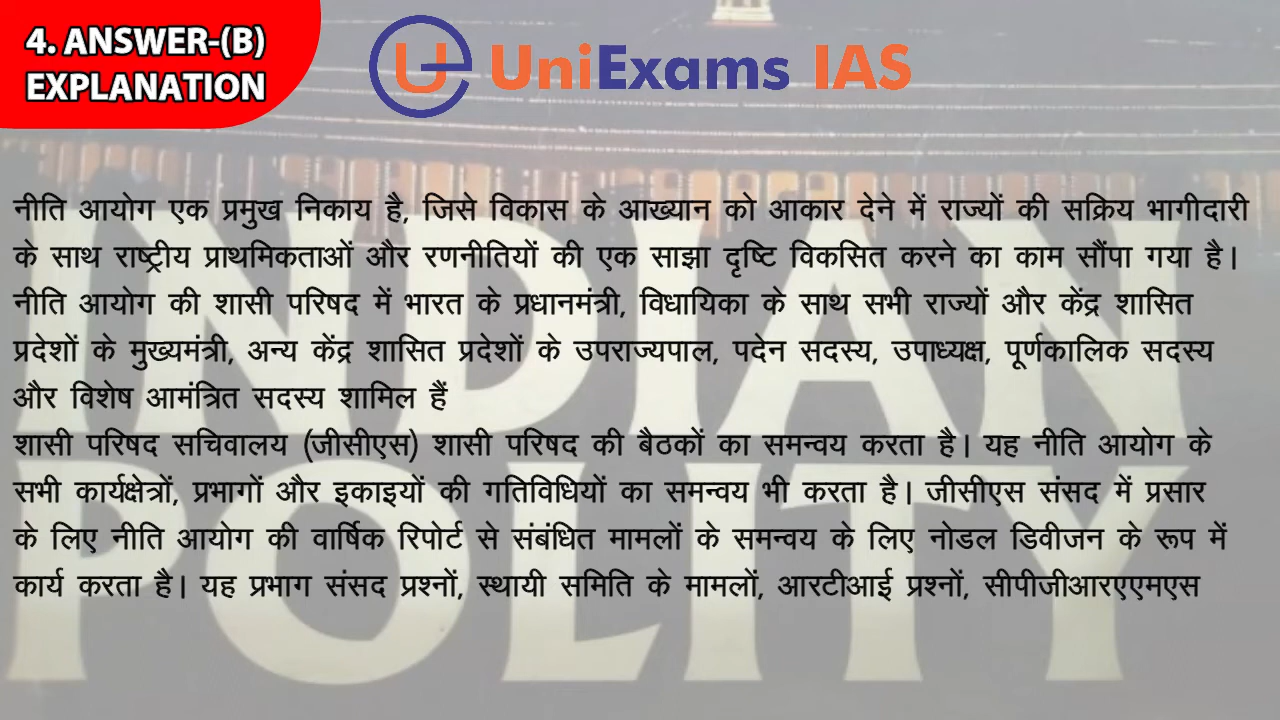 4. ANSWER-(B)
EXPLANATION
UniExams IAS
नीति आयोग एक प्रमुख निकाय है, जिसे विकास के आख्यान को आकार देने में राज्यों की सक्रिय भागीदारी
के साथ राष्ट्रीय प्राथमिकताओं और रणनीतियों की एक साझा दृष्टि विकसित करने का काम सौंपा गया है।
नीति आयोग की शासी परिषद में भारत के प्रधानमंत्री, विधायिका के साथ सभी राज्यों और केंद्र शासित
प्रदेशों के मुख्यमंत्री, अन्य केंद्र शासित प्रदेशों के उपराज्यपाल, पदेन सदस्य, उपाध्यक्ष, पूर्णकालिक सदस्य
और विशेष आमंत्रित सदस्य शामिल हैं
शासी परिषद सचिवालय (जीसीएस) शासी परिषद की बैठकों का समन्वय करता है। यह नीति आयोग के
सभी कार्यक्षेत्रों, प्रभागों और इकाइयों की गतिविधियों का समन्वय भी करता है। जीसीएस संसद में प्रसार
के लिए नीति आयोग की वार्षिक रिपोर्ट से संबंधित मामलों के समन्वय के लिए नोडल डिवीजन के रूप में
कार्य करता है। यह प्रभाग संसद प्रश्नों, स्थायी समिति के मामलों, आरटीआई प्रश्नों, सीपीजीआरएएमएस
INDIAN
POLITY